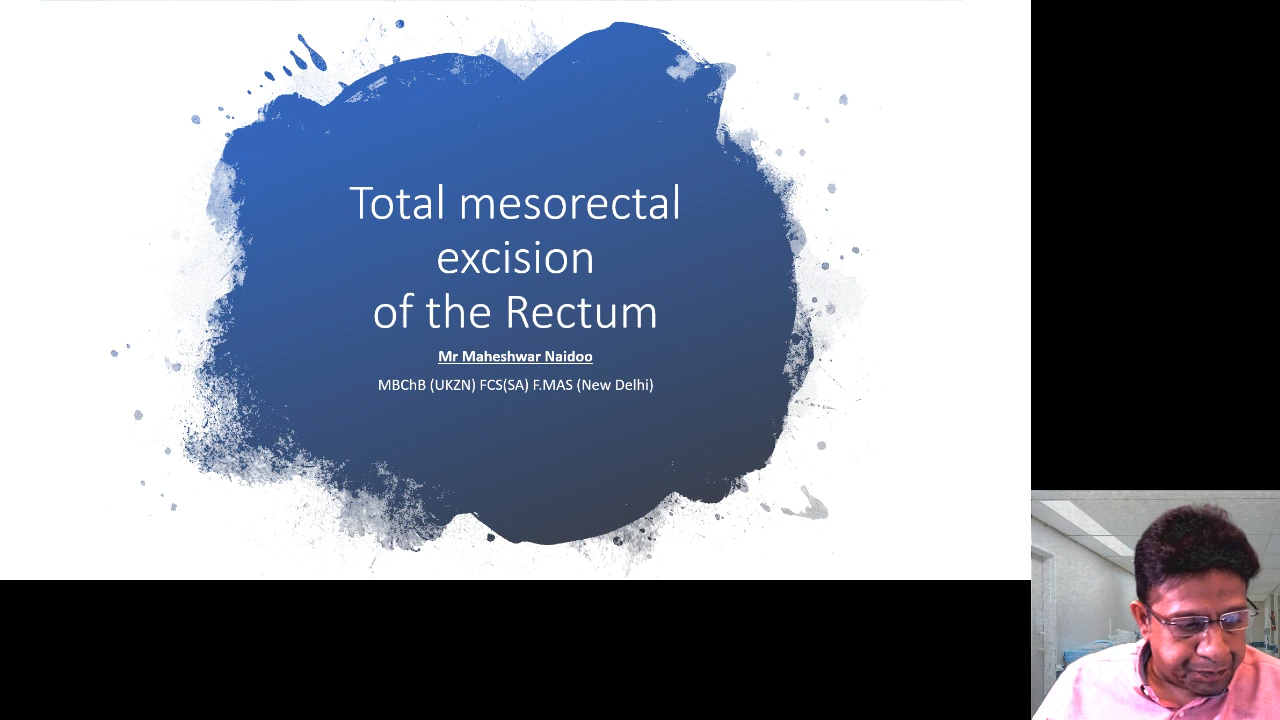 Total mesorectal
excision
of the Rectum
Mr Maheshwar Naidoo
MBChB (UKZN) FCS(SA) F.MAS (New Delhi)